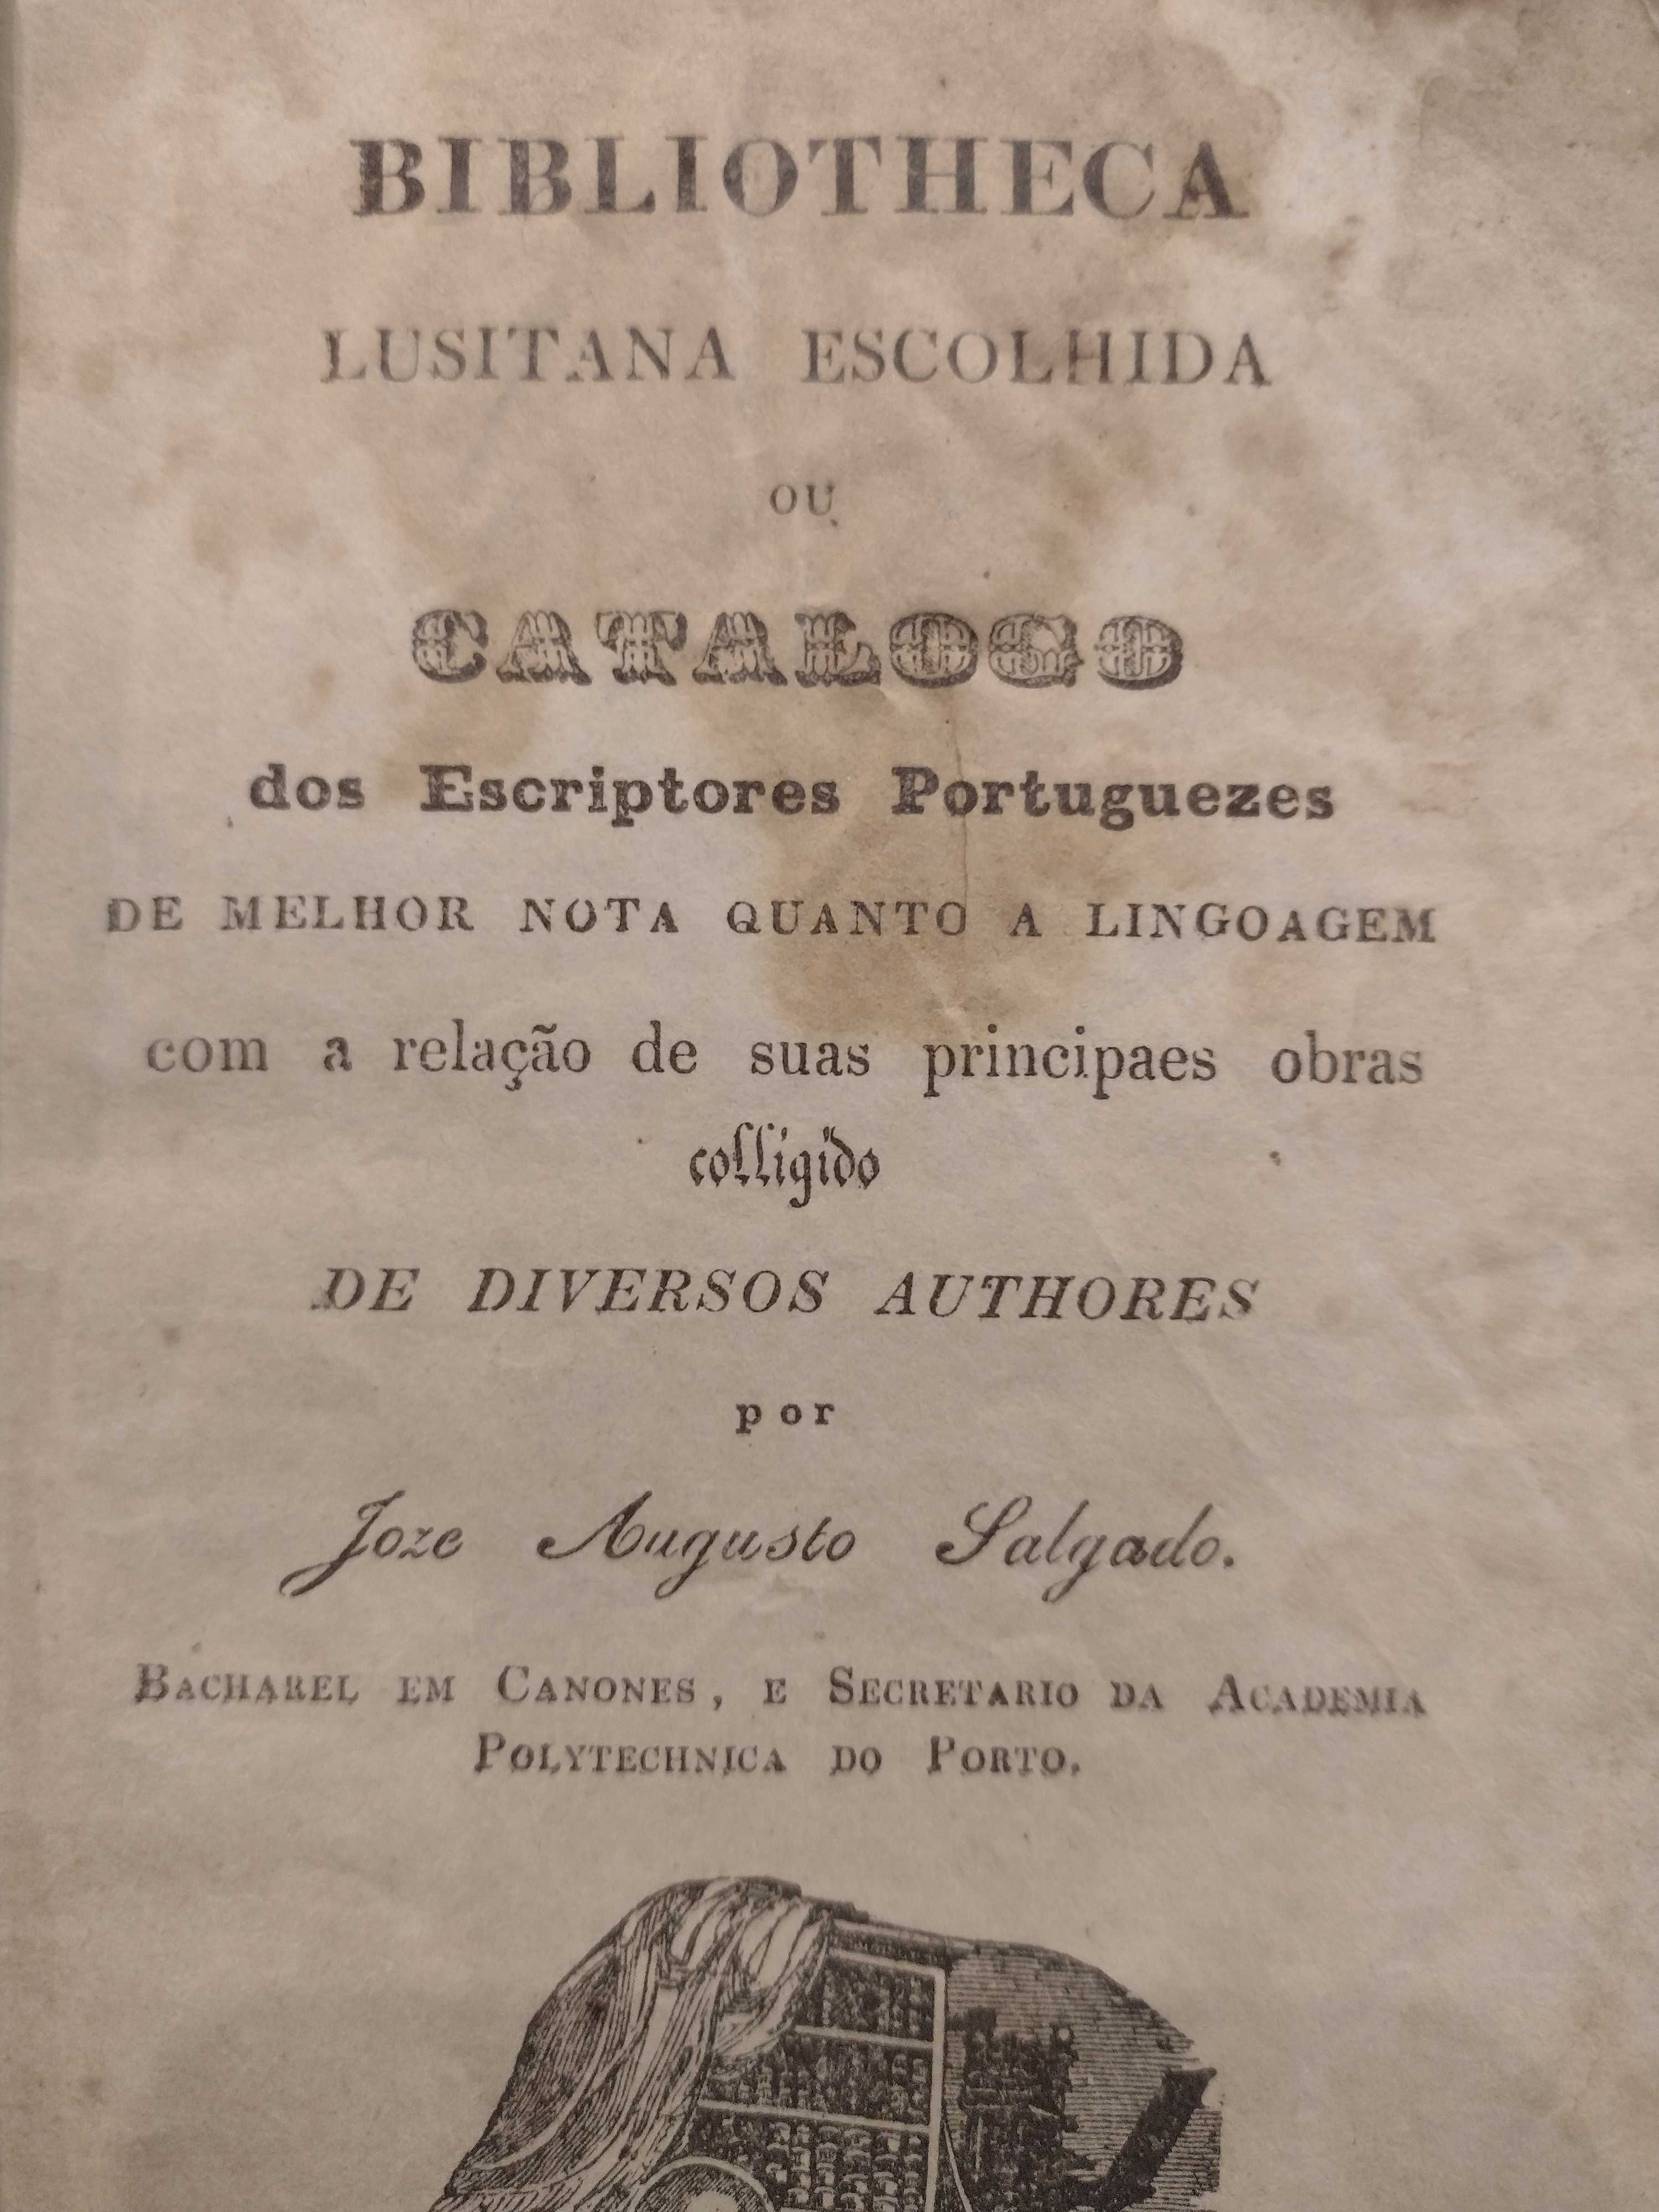 BIBLIOTHECA
LUSITANA ESCOLHIDA
OU
CATALOGO
dos Escriptores Portuguezes
DE MELHOR NOTA QUANTO A LINGOAGEM
com a relação de suas principaes obras
colligido
DE DIVERSOS AUTHORES
por
Joze Augusto Salgado.
BACHAREL EM CANONES, E SECRETARIO DA ACADEMIA
POLYTECHNICA DO PORTO.